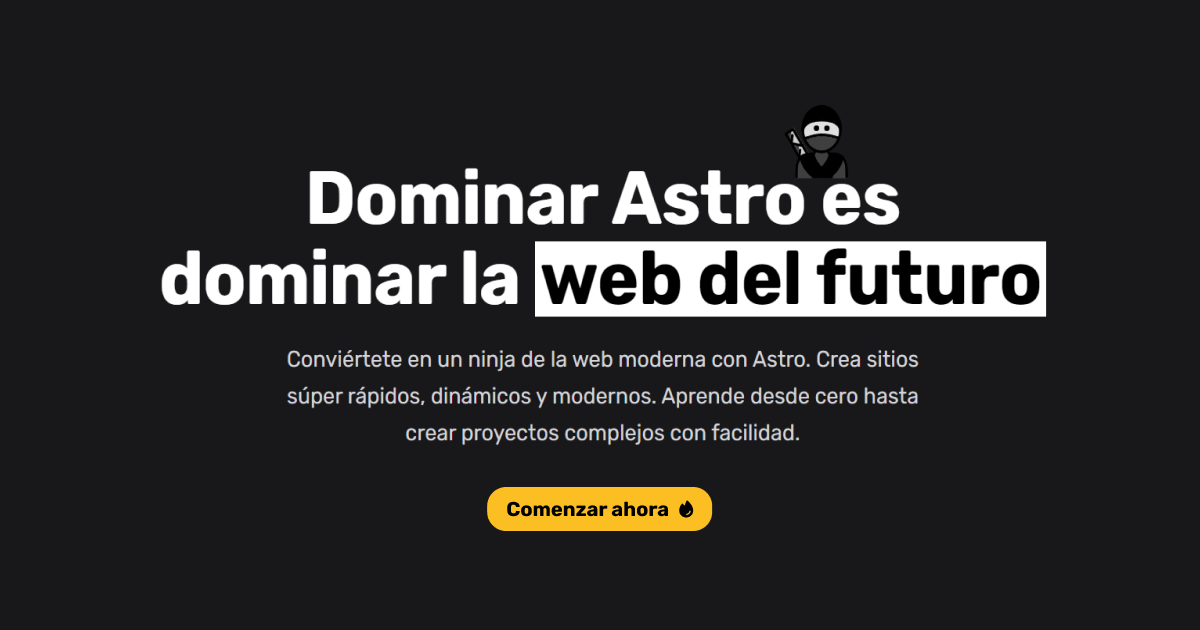 Dominar Astro es
dominar la web del futuro
Conviértete en un ninja de la web moderna con Astro. Crea sitios
súper rápidos, dinámicos y modernos. Aprende desde cero hasta
crear proyectos complejos con facilidad.
Comenzar ahora